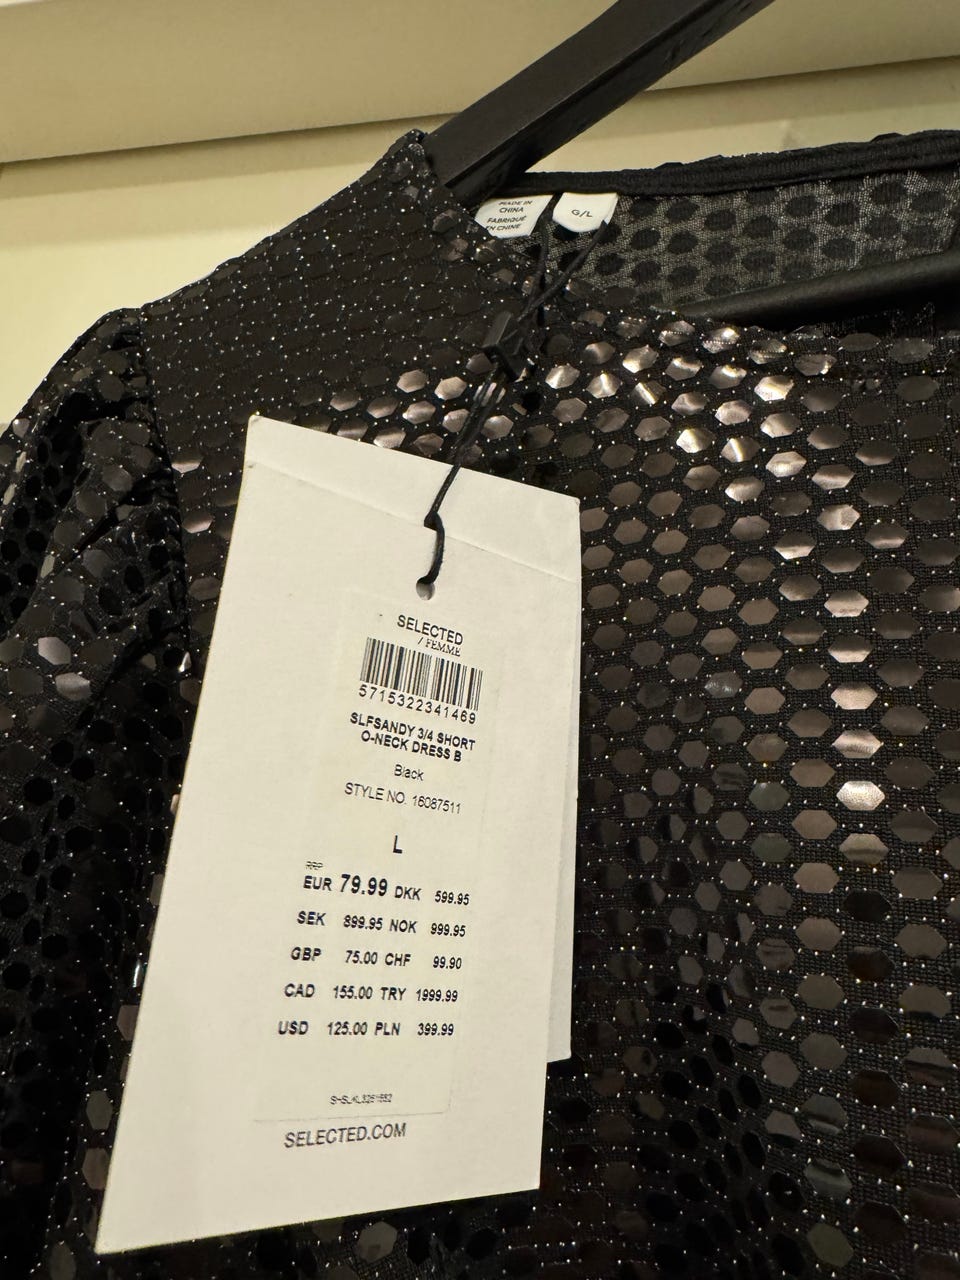 MADE IN
CHINA
FABRIQUÉ
EN CHINE
G/L
SELECTED
/ FEMME
5715322341469
SLFSANDY 3/4 SHORT
O-NECK DRESS B
Black
STYLE NO. 16087511
L
RRP
EUR 79.99 DKK 599.95
SEK 899.95 NOK 999.95
GBP 75.00 CHF 99.90
CAD 155.00 TRY 1999.99
USD 125.00 PLN 399.99
SELECTED.COM